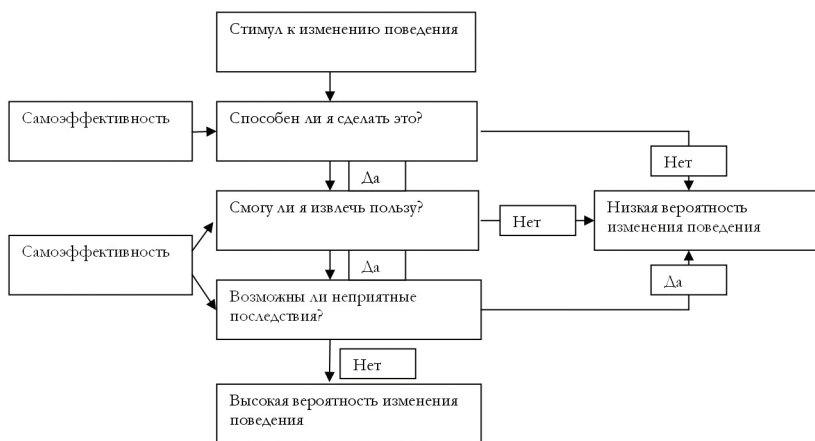 Стимул к изменению поведения
Самоэффективность
Способен ли я сделать это?
Нет
Да
Смогу ли я извлечь пользу?
Нет
Низкая вероятность
изменения поведения
Самоэффективность
Да
Возможны ли неприятные
последствия?
Да
Нет
Высокая вероятность изменения
поведения